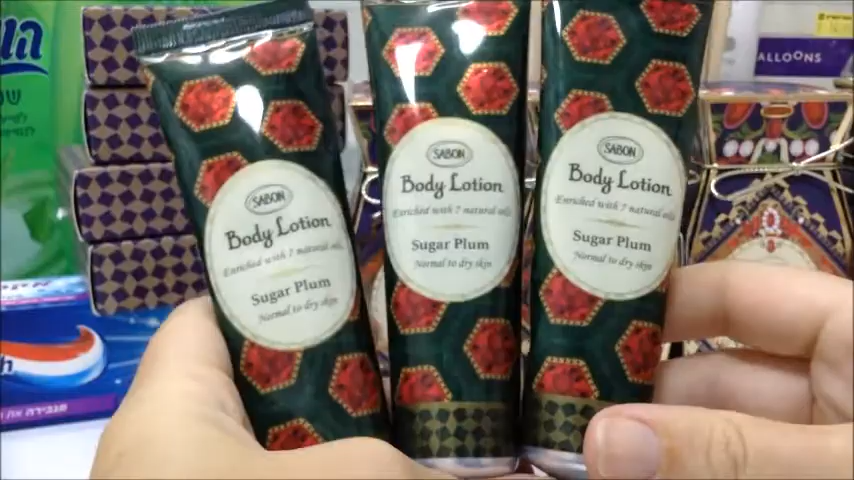 SABON
Body Lotion
Enriched with 7 natural oils
Sugar Plum
Normal to dry skin
SABON
Body Lotion
Enriched with 7 natural oils
Sugar Plum
Normal to dry skin
SABON
Body Lotion
Enriched with 7 natural oils
Sugar Plum
Normal to dry skin
ALLOONS